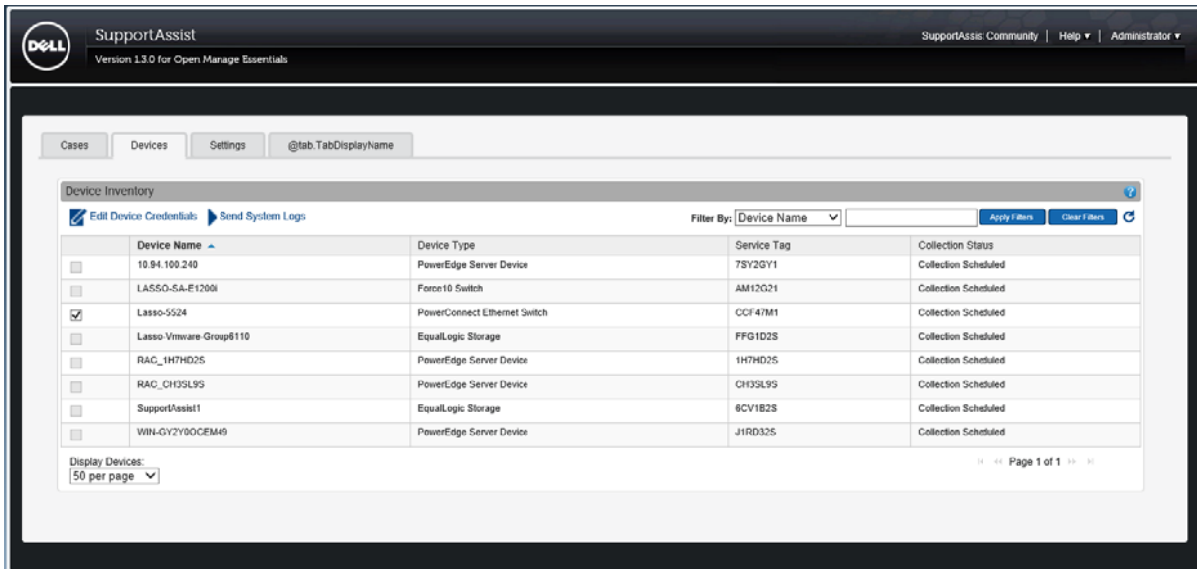 DELL
SupportAssist
Version 1.3.0 for Open Manage Essentials
SupportAssis Community | Help ▾ | Administrator ▾
Cases Devices Settings @tab.TabDisplayName
Device Inventory ?
Edit Device Credentials Send System Logs Filter By: Device Name Apply Filters Clear Filters
Device Name Device Type Service Tag Collection Staus
10.94.100.240 PowerEdge Server Device 7SY2GY1 Collection Scheduled
LASSO-SA-E1200i Force10 Switch AM12G21 Collection Scheduled
Lasso-5524 PowerConnect Ethernet Switch CCF47M1 Collection Scheduled
Lasso-Vmware-Group6110 EqualLogic Storage FFG1D2S Collection Scheduled
RAC_1H7HD2S PowerEdge Server Device 1H7HD2S Collection Scheduled
RAC_CH3SL9S PowerEdge Server Device CH3SL9S Collection Scheduled
SupportAssist1 EqualLogic Storage 6CV1B2S Collection Scheduled
WIN-GY2Y0OCEM49 PowerEdge Server Device J1RD32S Collection Scheduled
Display Devices:
50 per page Page 1 of 1